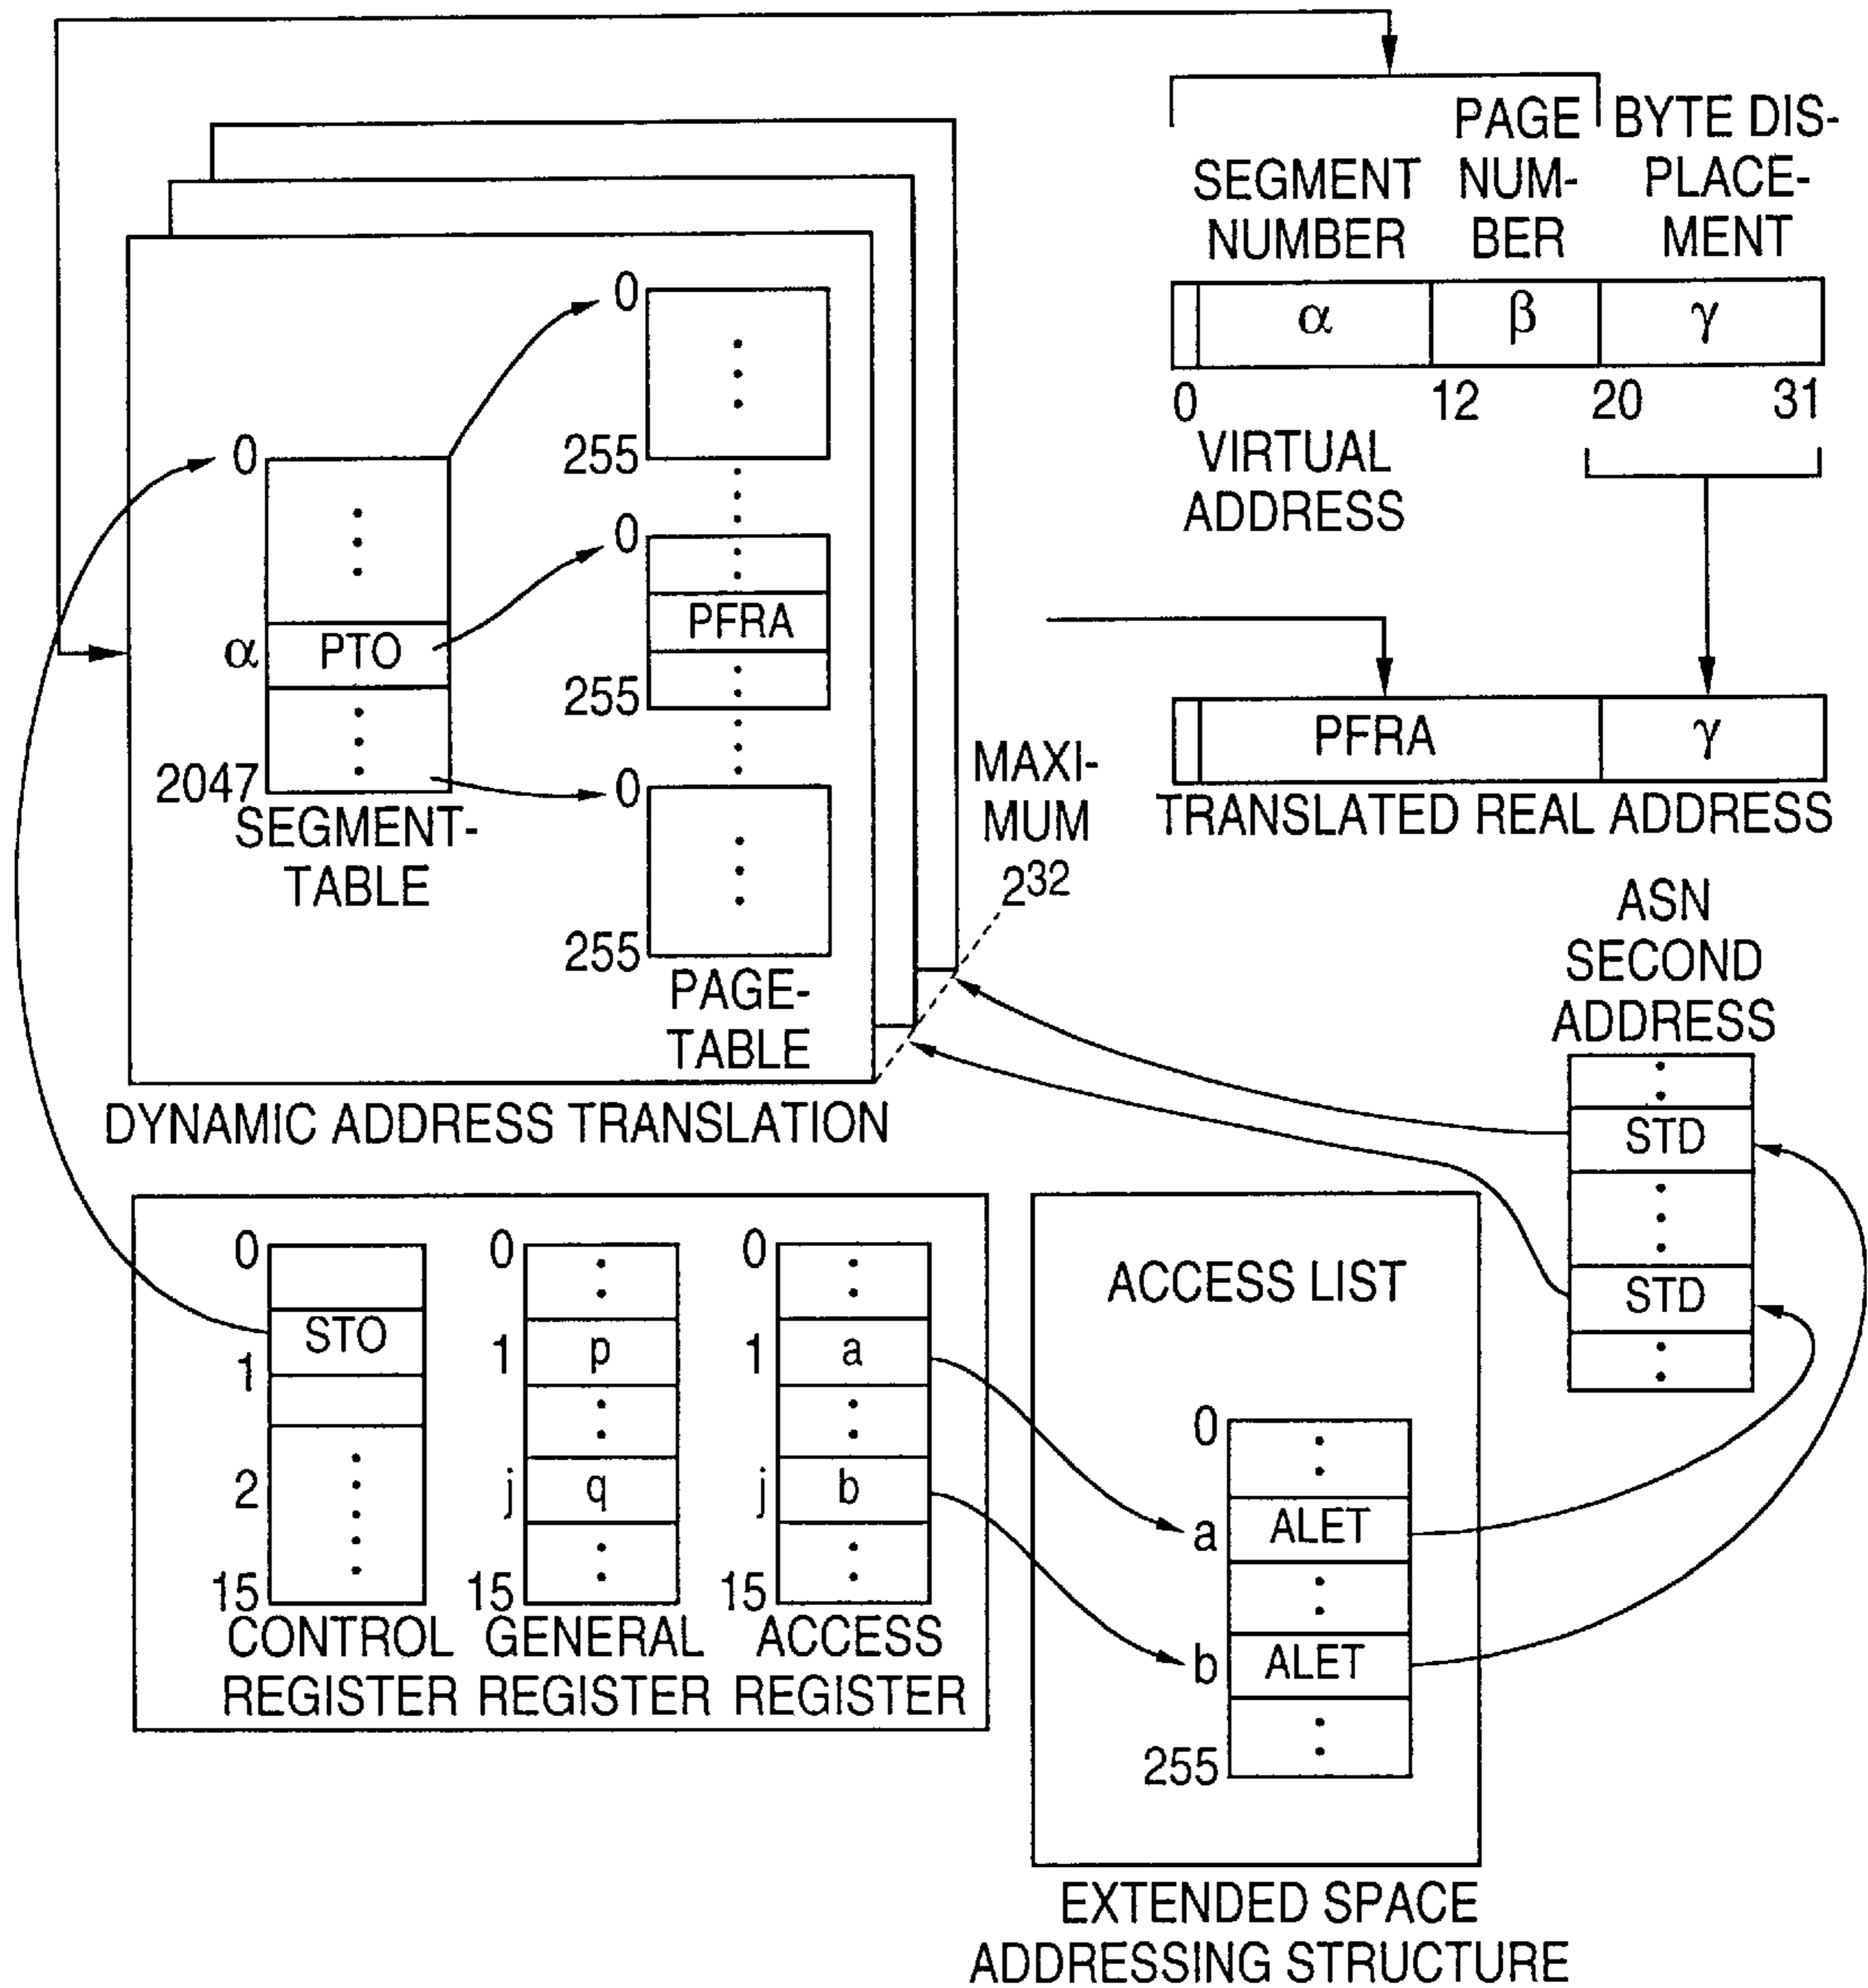 PAGE
BYTE DIS-
SEGMENT
NUM-
PLACE-
NUMBER
BER
MENT
α
β
γ
0
12
20
31
VIRTUAL
ADDRESS
0
255
0
α
PTO
2047
SEGMENT-
TABLE
0
PFRA
255
0
255
PAGE-
TABLE
DYNAMIC ADDRESS TRANSLATION
MAXI-
MUM
2³²
PFRA
γ
TRANSLATED REAL ADDRESS
ASN
SECOND
ADDRESS
STD
STD
0
STO
1
2
15
CONTROL
REGISTER
0
1
p
j
q
15
GENERAL
REGISTER
0
1
a
j
b
15
ACCESS
REGISTER
ACCESS LIST
0
a
ALET
b
ALET
255
EXTENDED SPACE
ADDRESSING STRUCTURE